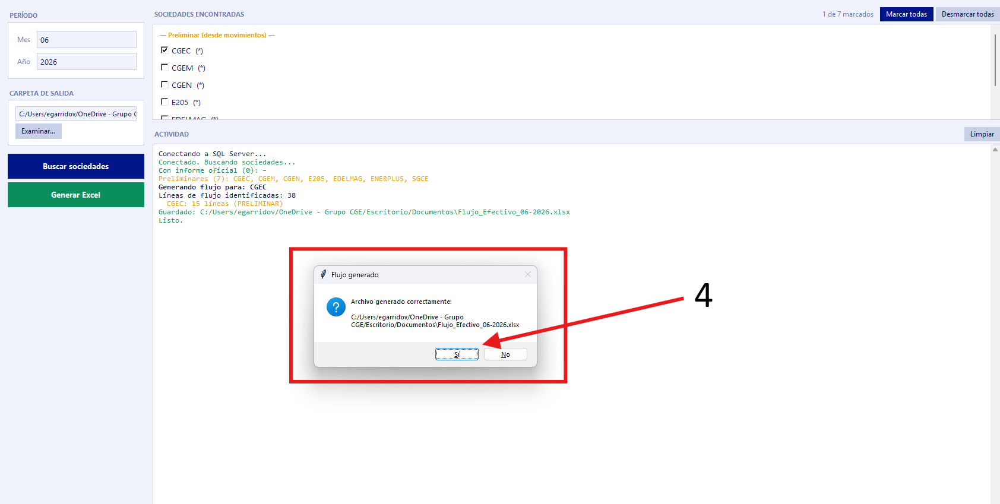 PERÍODO
Mes 06
Año 2026
CARPETA DE SALIDA
C:/Users/egarridov/OneDrive - Grupo C
Examinar...
Buscar sociedades
Generar Excel
SOCIEDADES ENCONTRADAS
1 de 7 marcados
Marcar todas
Desmarcar todas
— Preliminar (desde movimientos) —
CGEC (*)
CGEM (*)
CGEN (*)
E205 (*)
EDELMAG (*)
ACTIVIDAD
Limpiar
Conectando a SQL Server...
Conectado. Buscando sociedades...
Con informe oficial (0): –
Preliminares (7): CGEC, CGEM, CGEN, E205, EDELMAG, ENERPLUS, SGCE
Generando flujo para: CGEC
Líneas de flujo identificadas: 38
CGEC: 15 líneas (PRELIMINAR)
Guardado: C:/Users/egarridov/OneDrive - Grupo CGE/Escritorio/Documentos\Flujo_Efectivo_06-2026.xlsx
Listo.
Flujo generado
Archivo generado correctamente:
C:/Users/egarridov/OneDrive - Grupo
CGE/Escritorio/Documentos\Flujo_Efectivo_06-2026.xlsx
Sí
No
4